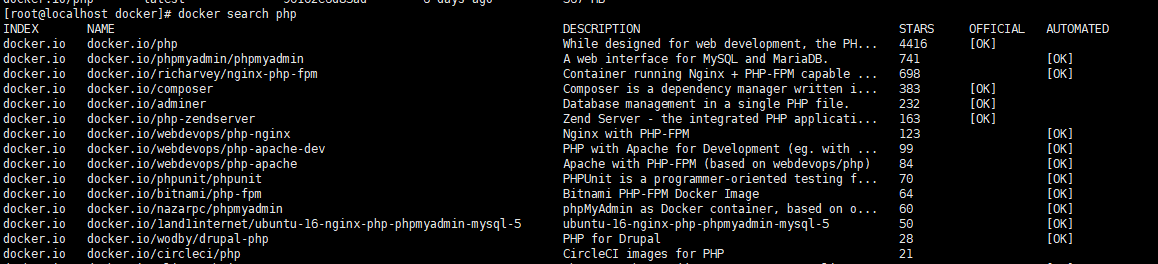 docker.io/php latest 6 days ago 367 MB
[root@localhost docker]# docker search php
INDEX NAME DESCRIPTION STARS OFFICIAL AUTOMATED
docker.io docker.io/php While designed for web development, the PH... 4416 [OK]
docker.io docker.io/phpmyadmin/phpmyadmin A web interface for MySQL and MariaDB. 741 [OK]
docker.io docker.io/richarvey/nginx-php-fpm Container running Nginx + PHP-FPM capable ... 698 [OK]
docker.io docker.io/composer Composer is a dependency manager written i... 383 [OK]
docker.io docker.io/adminer Database management in a single PHP file. 232 [OK]
docker.io docker.io/php-zendserver Zend Server - the integrated PHP applicati... 163 [OK]
docker.io docker.io/webdevops/php-nginx Nginx with PHP-FPM 123 [OK]
docker.io docker.io/webdevops/php-apache-dev PHP with Apache for Development (eg. with ... 99 [OK]
docker.io docker.io/webdevops/php-apache Apache with PHP-FPM (based on webdevops/php) 84 [OK]
docker.io docker.io/phpunit/phpunit PHPUnit is a programmer-oriented testing f... 70 [OK]
docker.io docker.io/bitnami/php-fpm Bitnami PHP-FPM Docker Image 64 [OK]
docker.io docker.io/nazarpc/phpmyadmin phpMyAdmin as Docker container, based on o... 60 [OK]
docker.io docker.io/1and1internet/ubuntu-16-nginx-php-phpmyadmin-mysql-5 ubuntu-16-nginx-php-phpmyadmin-mysql-5 50 [OK]
docker.io docker.io/wodby/drupal-php PHP for Drupal 28 [OK]
docker.io docker.io/circleci/php CircleCI images for PHP 21